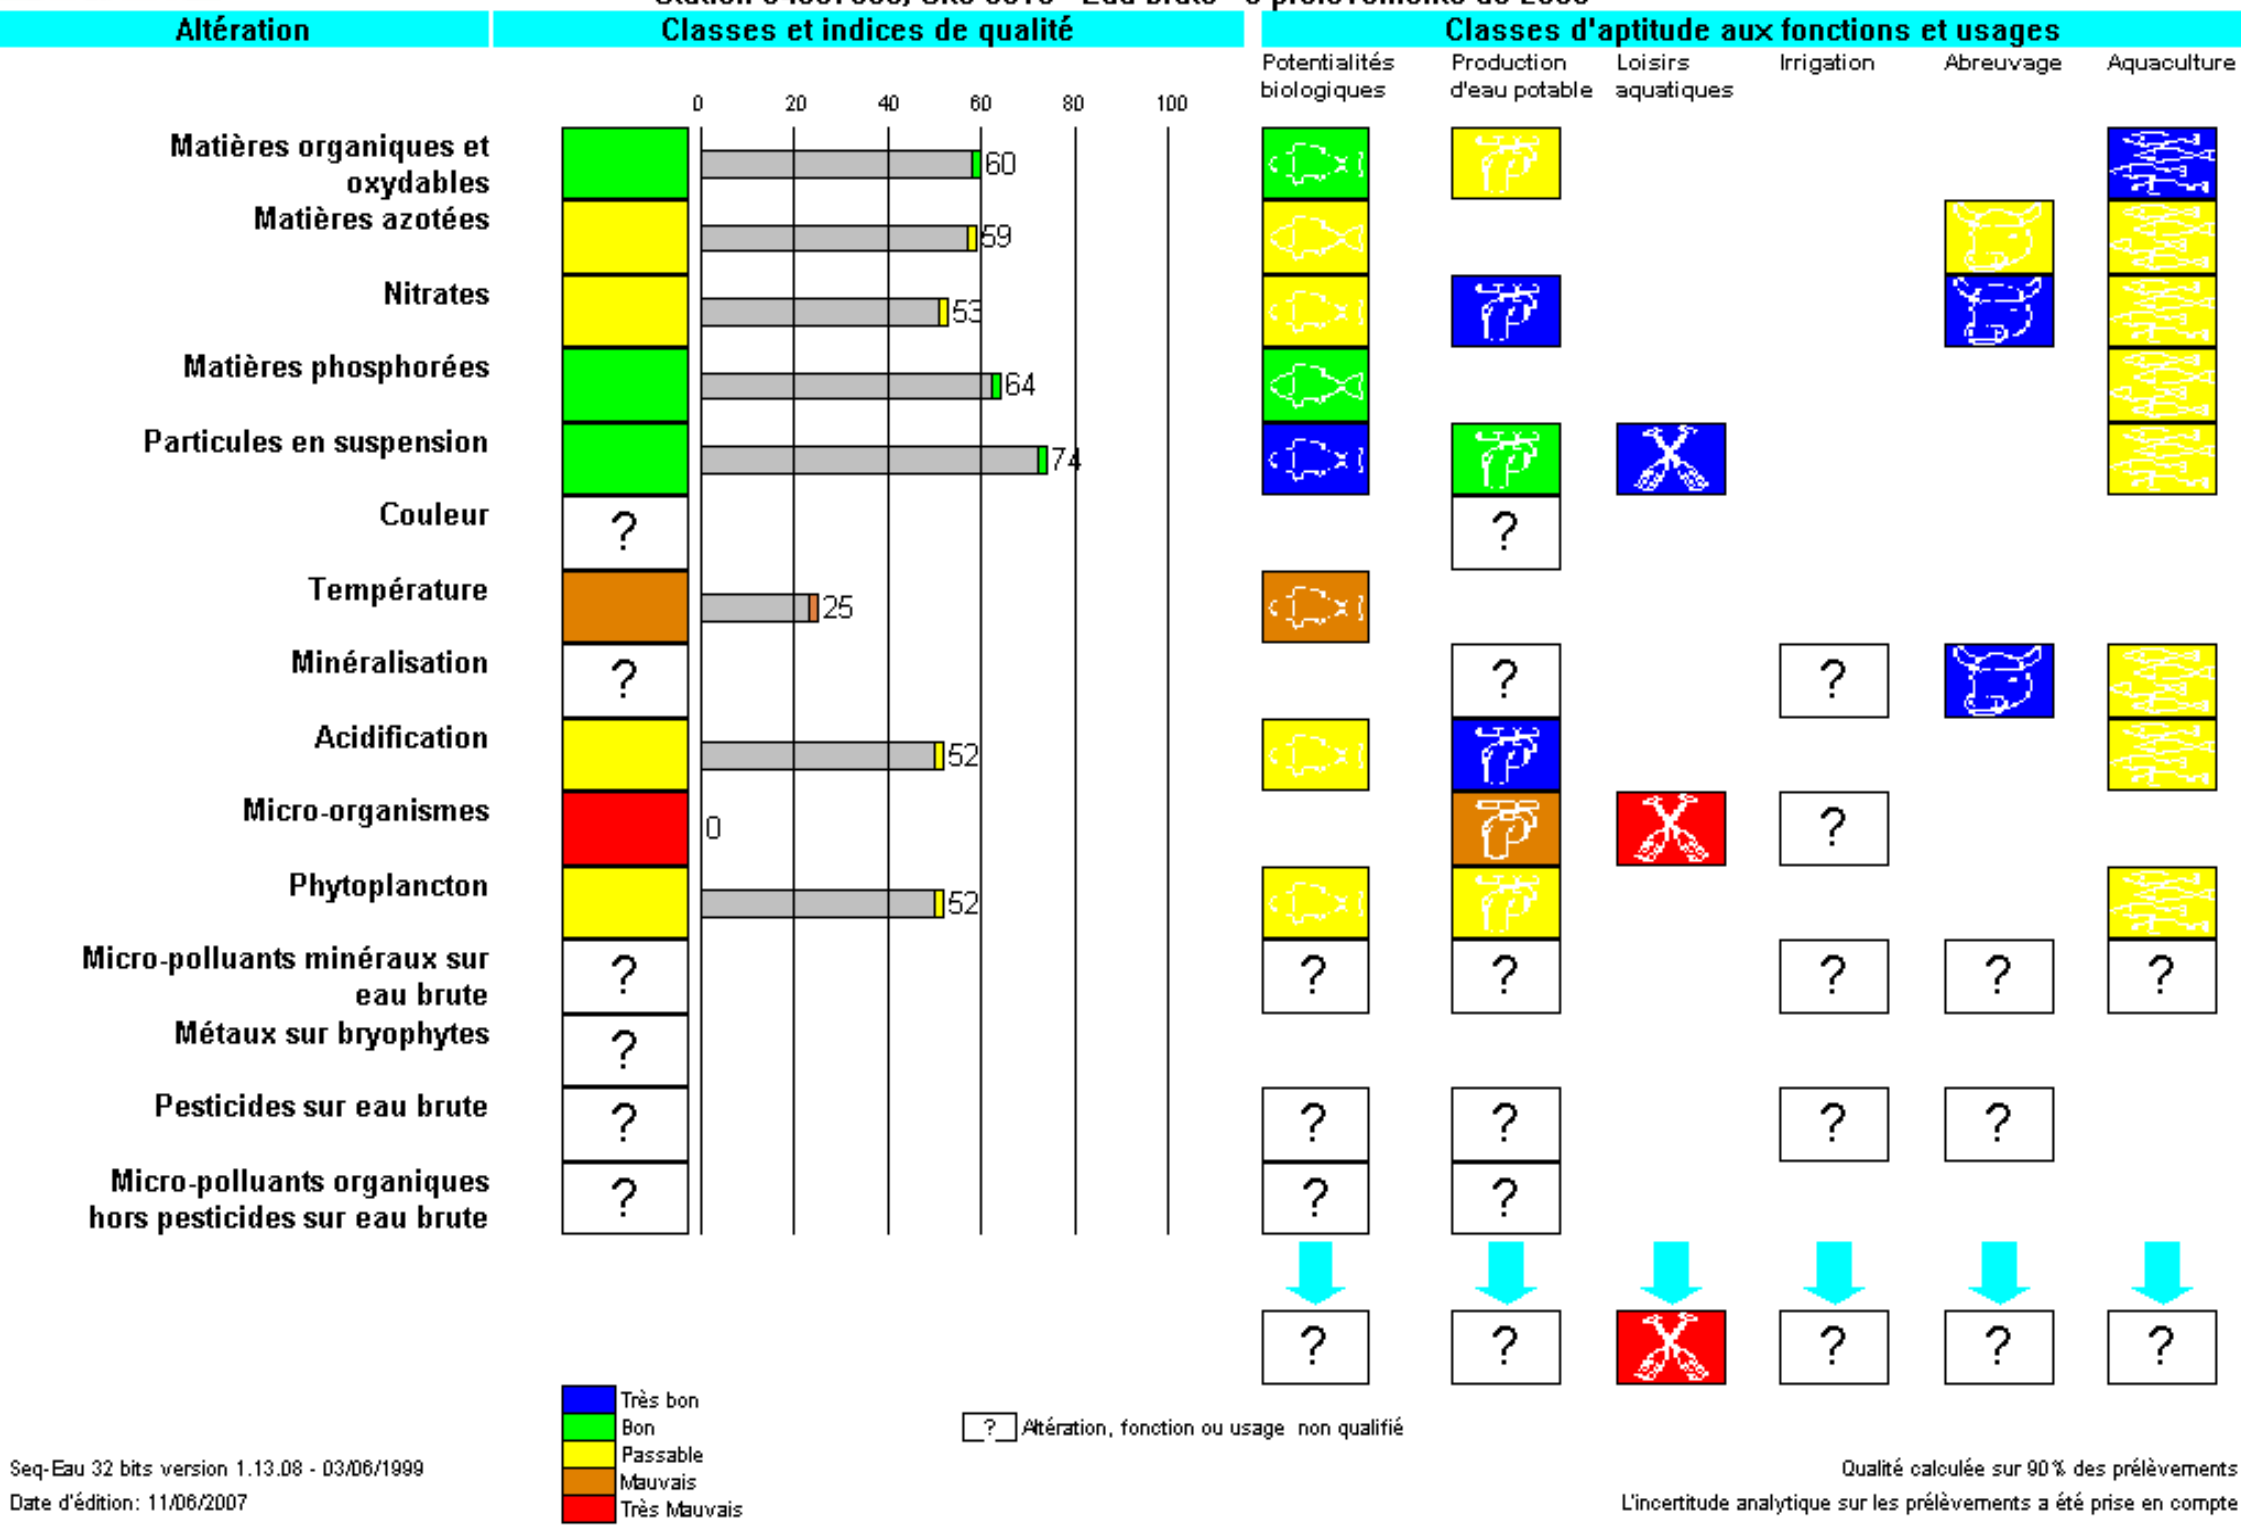 Altération
Classes et indices de qualité
Classes d'aptitude aux fonctions et usages
Potentialités
biologiques
Production
d'eau potable
Loisirs
aquatiques
Irrigation
Abreuvage
Aquaculture
0 20 40 60 80 100
Matières organiques et
oxydables
60
Matières azotées
59
Nitrates
53
Matières phosphorées
64
Particules en suspension
74
Couleur
? ?
Température
25
Minéralisation
? ? ?
Acidification
52
Micro-organismes
0 ?
Phytoplancton
52
Micro-polluants minéraux sur
eau brute
? ? ? ? ? ?
Métaux sur bryophytes
?
Pesticides sur eau brute
? ? ? ? ?
Micro-polluants organiques
hors pesticides sur eau brute
? ? ?
? ? ? ? ?
Très bon
Bon
Passable
Mauvais
Très Mauvais
? Altération, fonction ou usage non qualifié
Seq-Eau 32 bits version 1.13.08 - 03/06/1999
Date d'édition: 11/06/2007
Qualité calculée sur 90% des prélèvements
L'incertitude analytique sur les prélèvements a été prise en compte